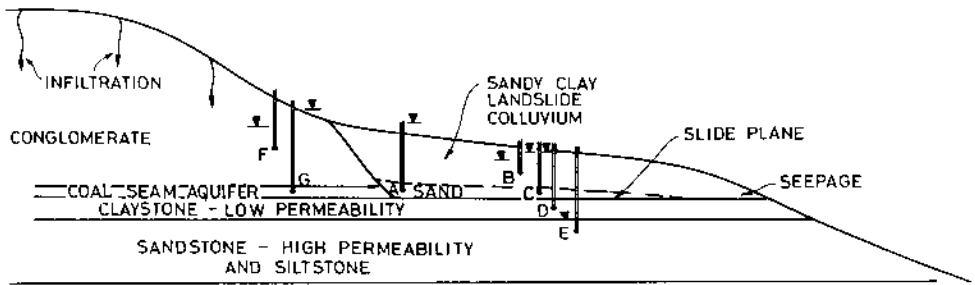 INFILTRATION
SANDY CLAY
LANDSLIDE
COLLUVIUM
SLIDE PLANE
CONGLOMERATE
F
B
SEEPAGE
G
A
SAND
C
COAL SEAM AQUIFER
CLAYSTONE - LOW PERMEABILITY
D
E
SANDSTONE - HIGH PERMEABILITY
AND SILTSTONE